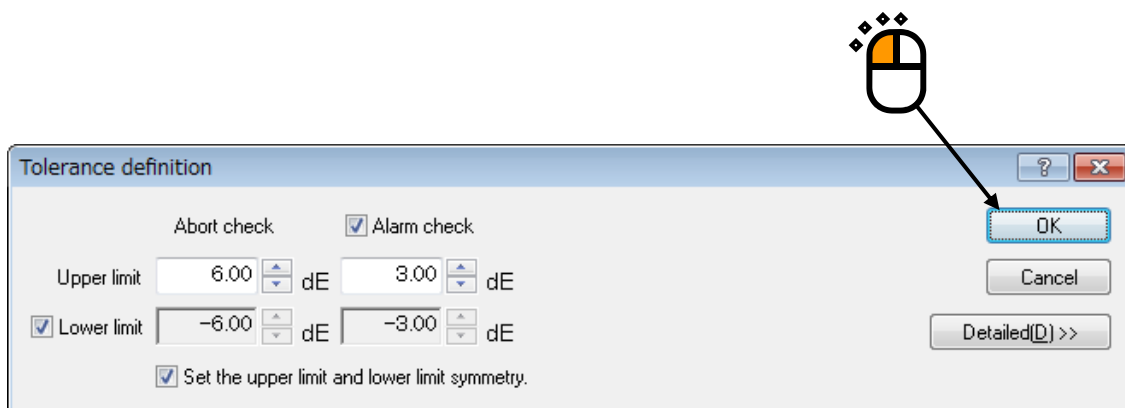 Tolerance definition
Abort check Alarm check OK
Upper limit 6.00 dE 3.00 dE Cancel
Lower limit -6.00 dE -3.00 dE Detailed(D) >>
Set the upper limit and lower limit symmetry.